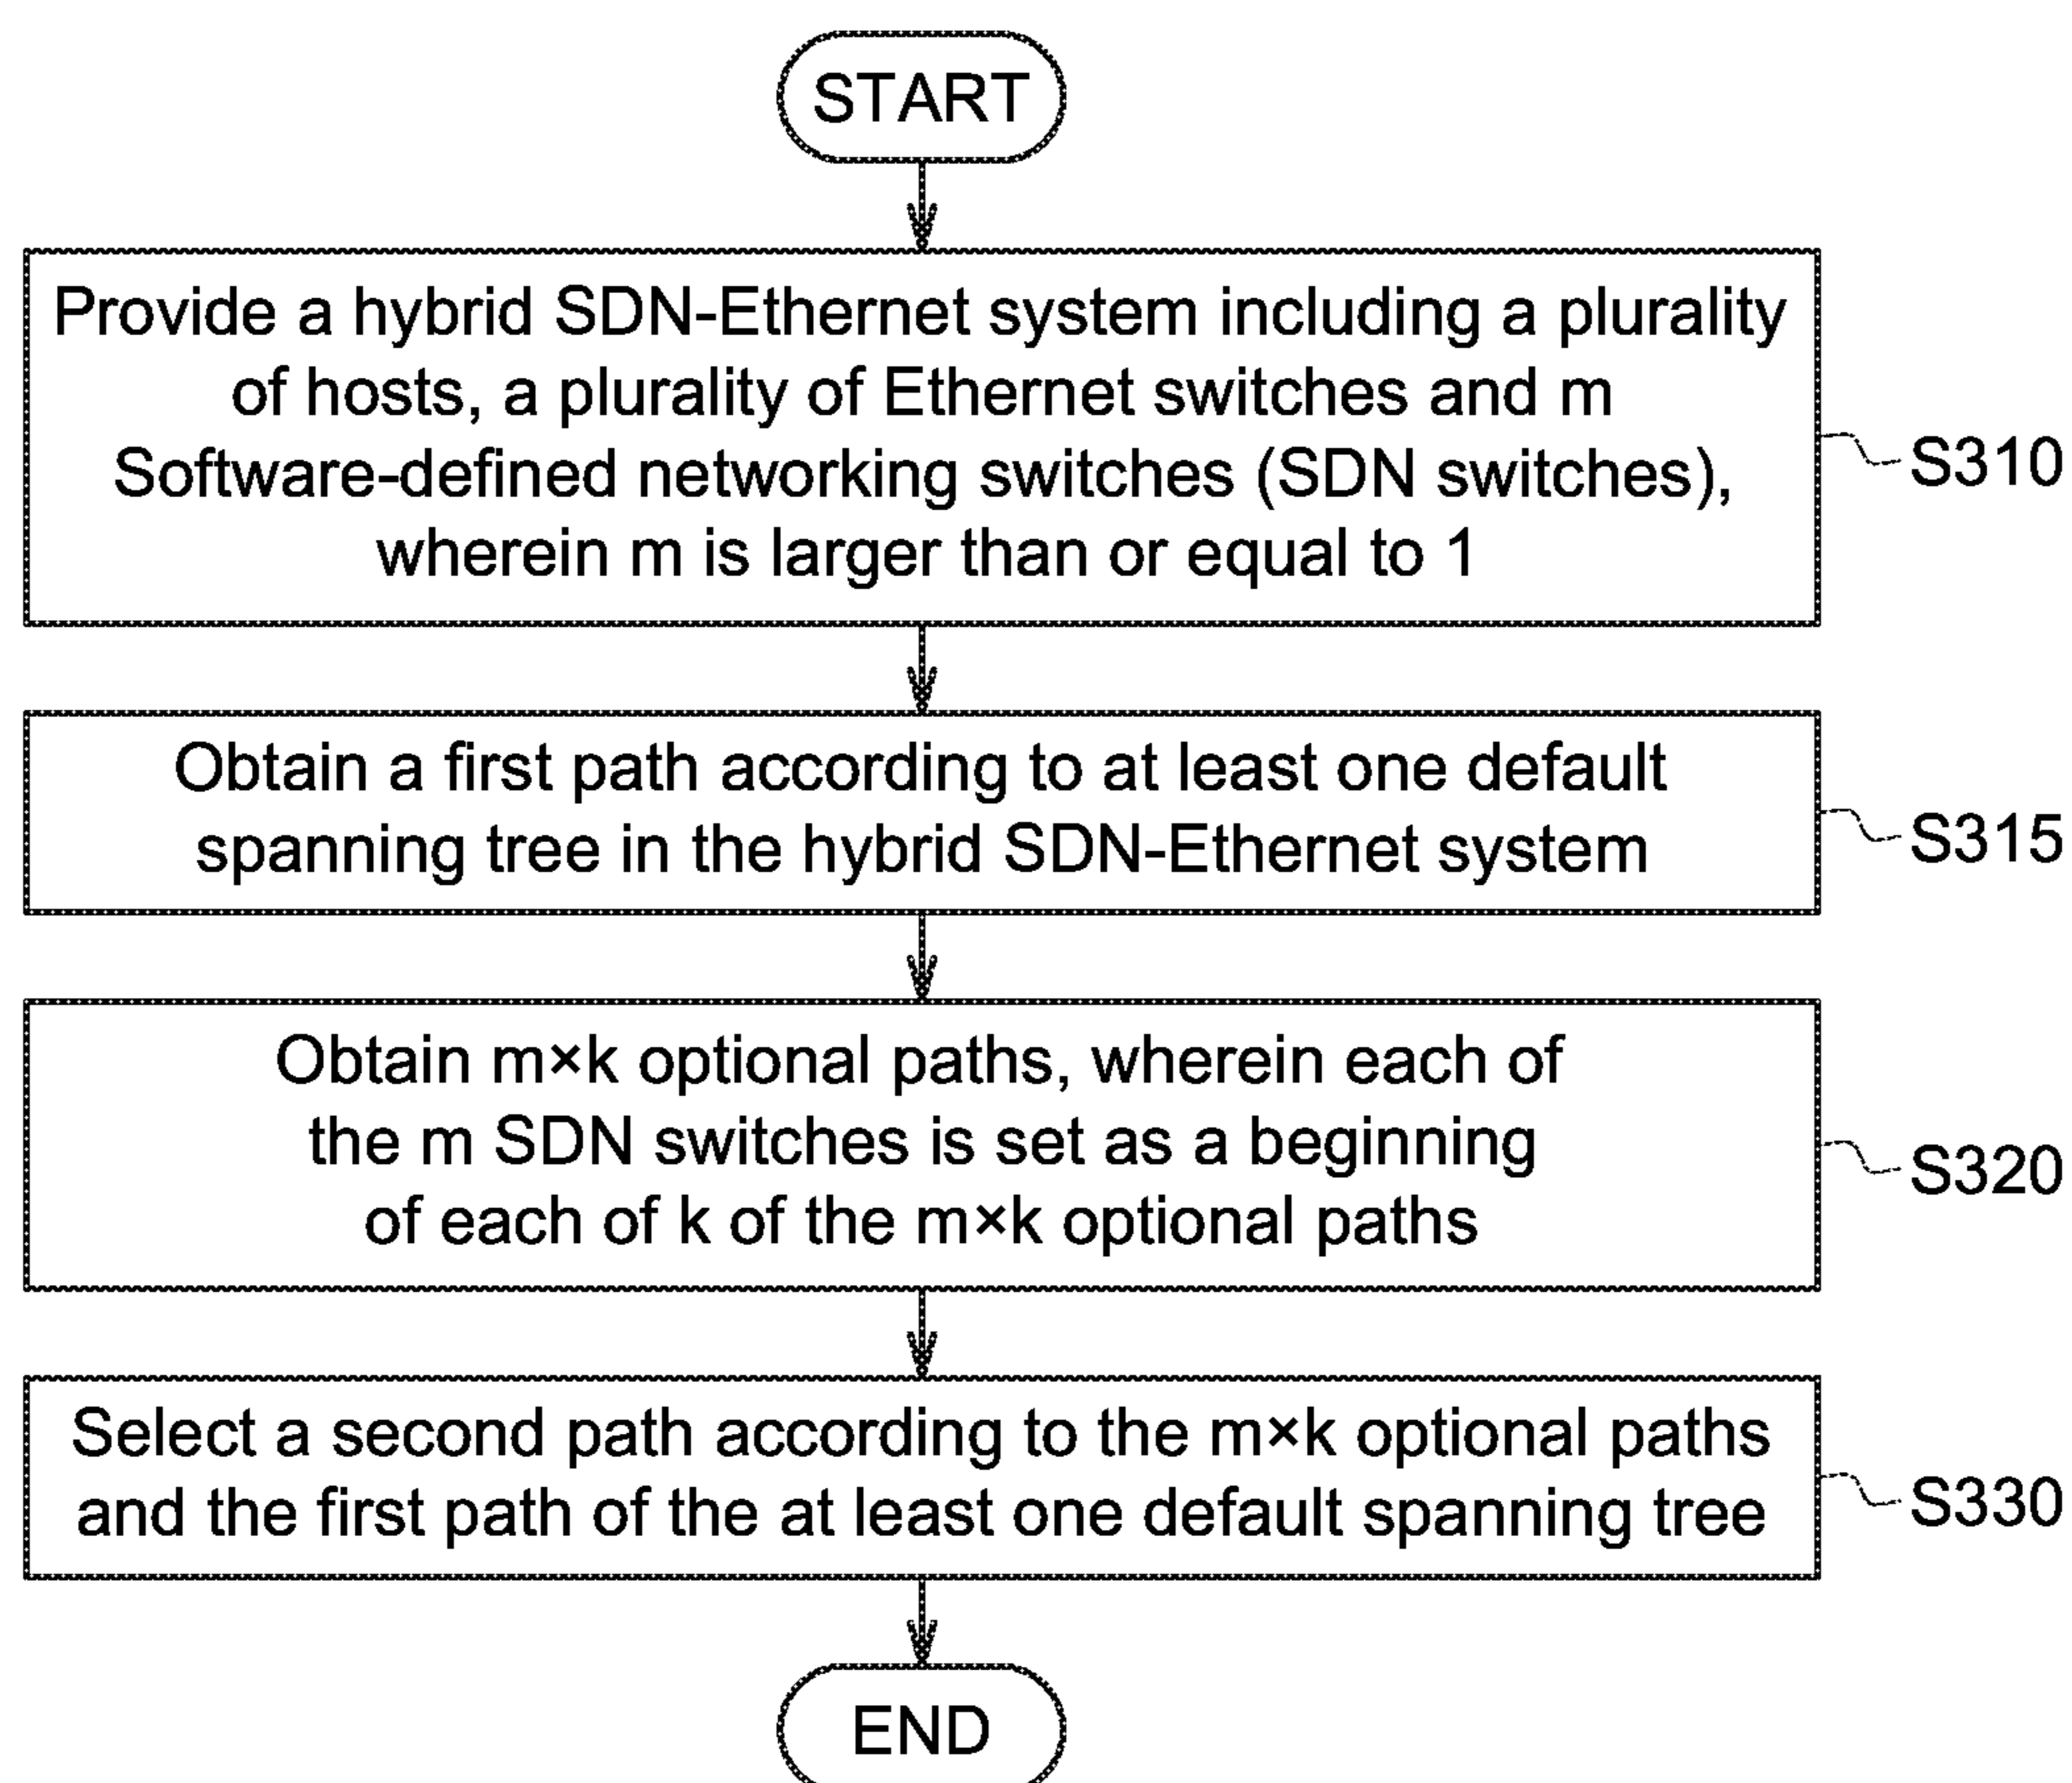 START
Provide a hybrid SDN-Ethernet system including a plurality
of hosts, a plurality of Ethernet switches and m
Software-defined networking switches (SDN switches),
wherein m is larger than or equal to 1
S310
Obtain a first path according to at least one default
spanning tree in the hybrid SDN-Ethernet system
S315
Obtain m×k optional paths, wherein each of
the m SDN switches is set as a beginning
of each of k of the m×k optional paths
S320
Select a second path according to the m×k optional paths
and the first path of the at least one default spanning tree
S330
END